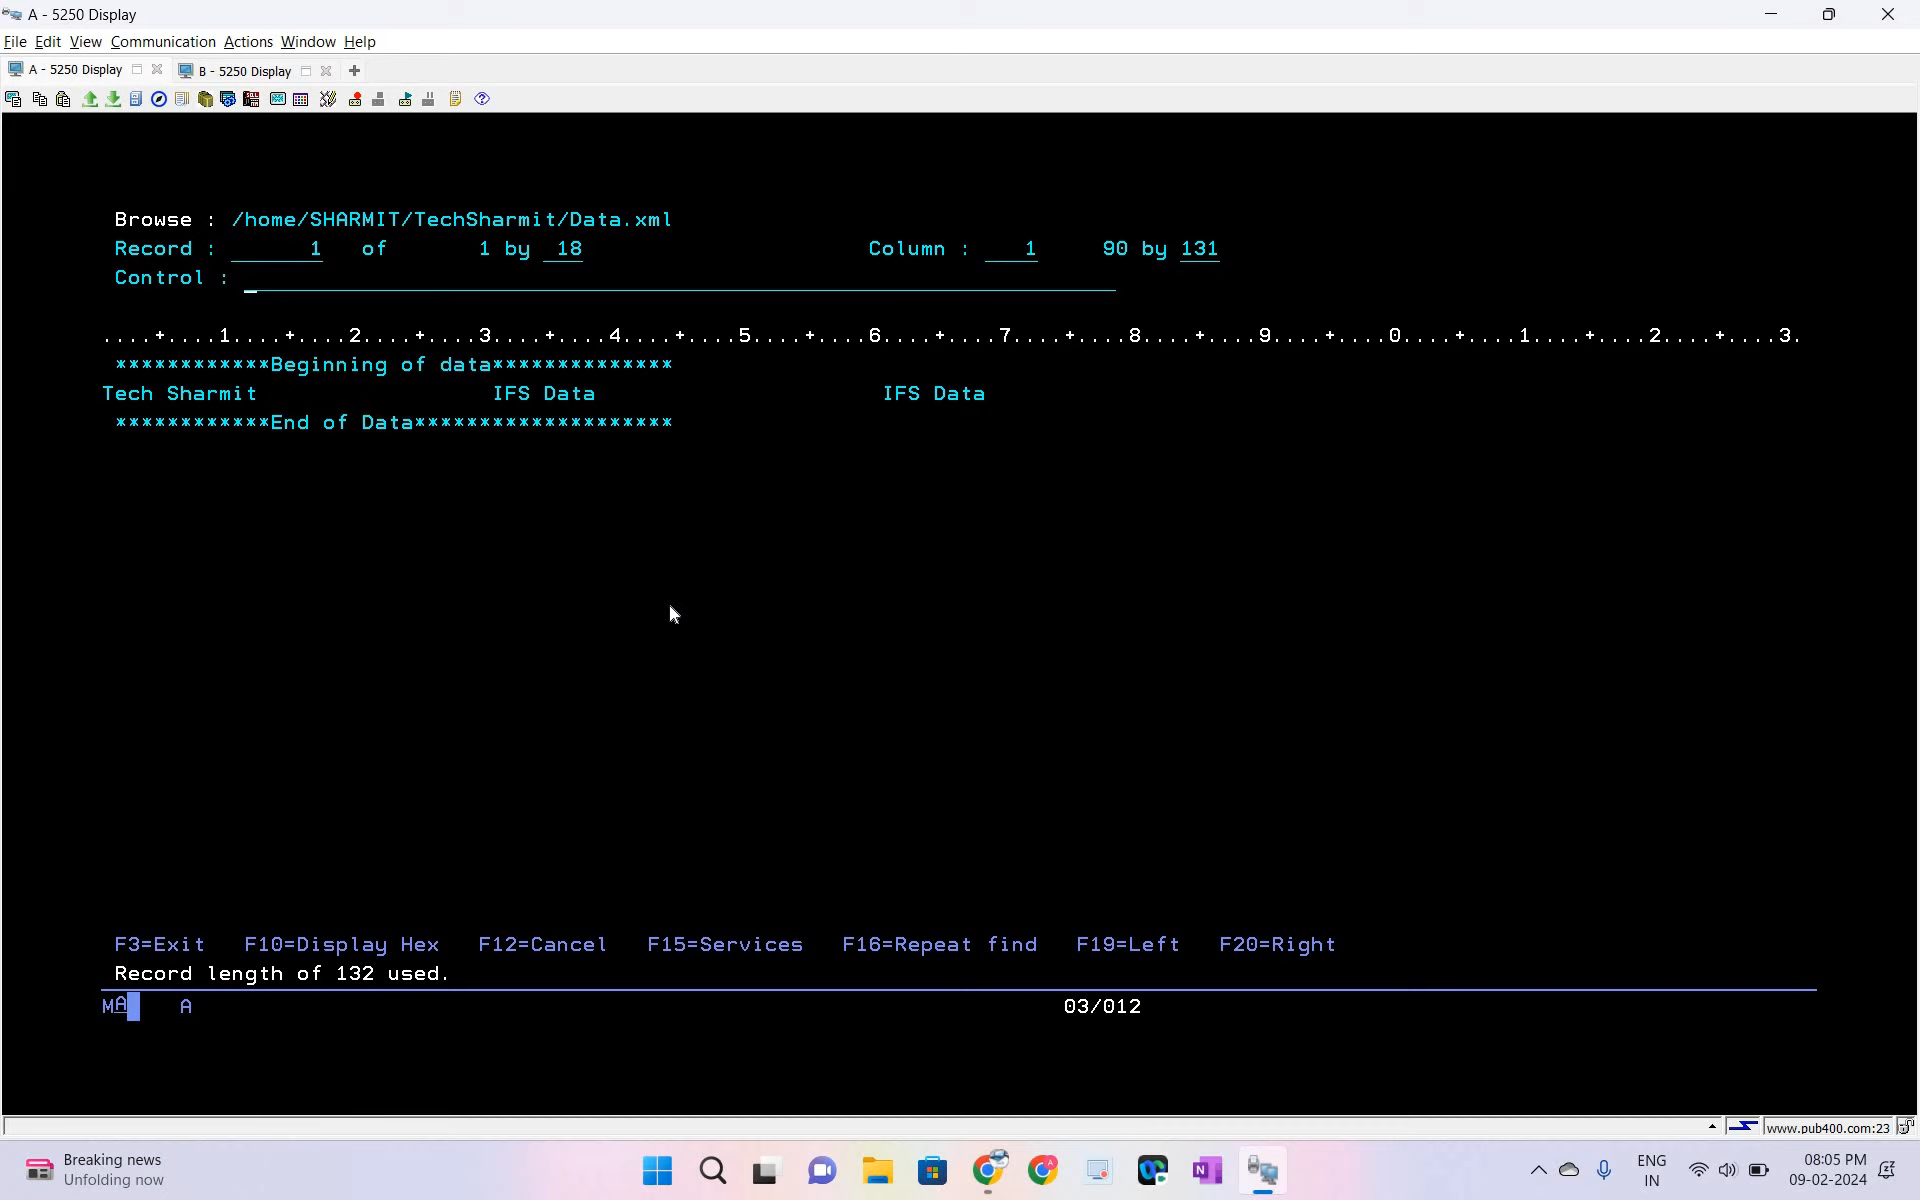 A - 5250 Display
File Edit View Communication Actions Window Help
A - 5250 Display B - 5250 Display
Browse : /home/SHARMIT/TechSharmit/Data.xml
Record : 1 of 1 by 18 Column : 1 90 by 131
Control :
....+....1....+....2....+....3....+....4....+....5....+....6....+....7....+....8....+....9....+....0....+....1....+....2....+....3.
************Beginning of data**************
Tech Sharmit IFS Data IFS Data
************End of Data********************
F3=Exit F10=Display Hex F12=Cancel F15=Services F16=Repeat find F19=Left F20=Right
Record length of 132 used.
MA A 03/012
www.pub400.com:23
Breaking news
Unfolding now
ENG
IN
08:05 PM
09-02-2024